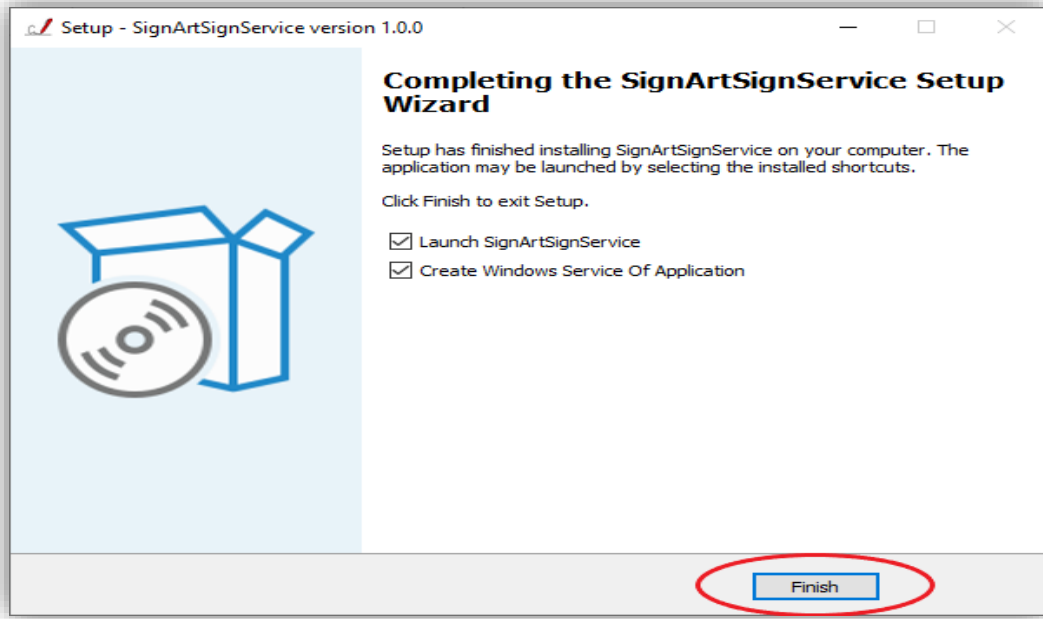 Setup - SignArtSignService version 1.0.0
Completing the SignArtSignService Setup
Wizard
Setup has finished installing SignArtSignService on your computer. The
application may be launched by selecting the installed shortcuts.
Click Finish to exit Setup.
Launch SignArtSignService
Create Windows Service Of Application
Finish